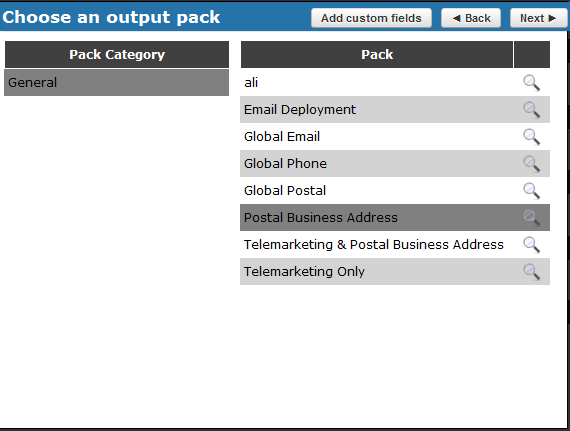 Choose an output pack
Add custom fields
◄ Back
Next ►
Pack Category
Pack
General
ali
Email Deployment
Global Email
Global Phone
Global Postal
Postal Business Address
Telemarketing & Postal Business Address
Telemarketing Only